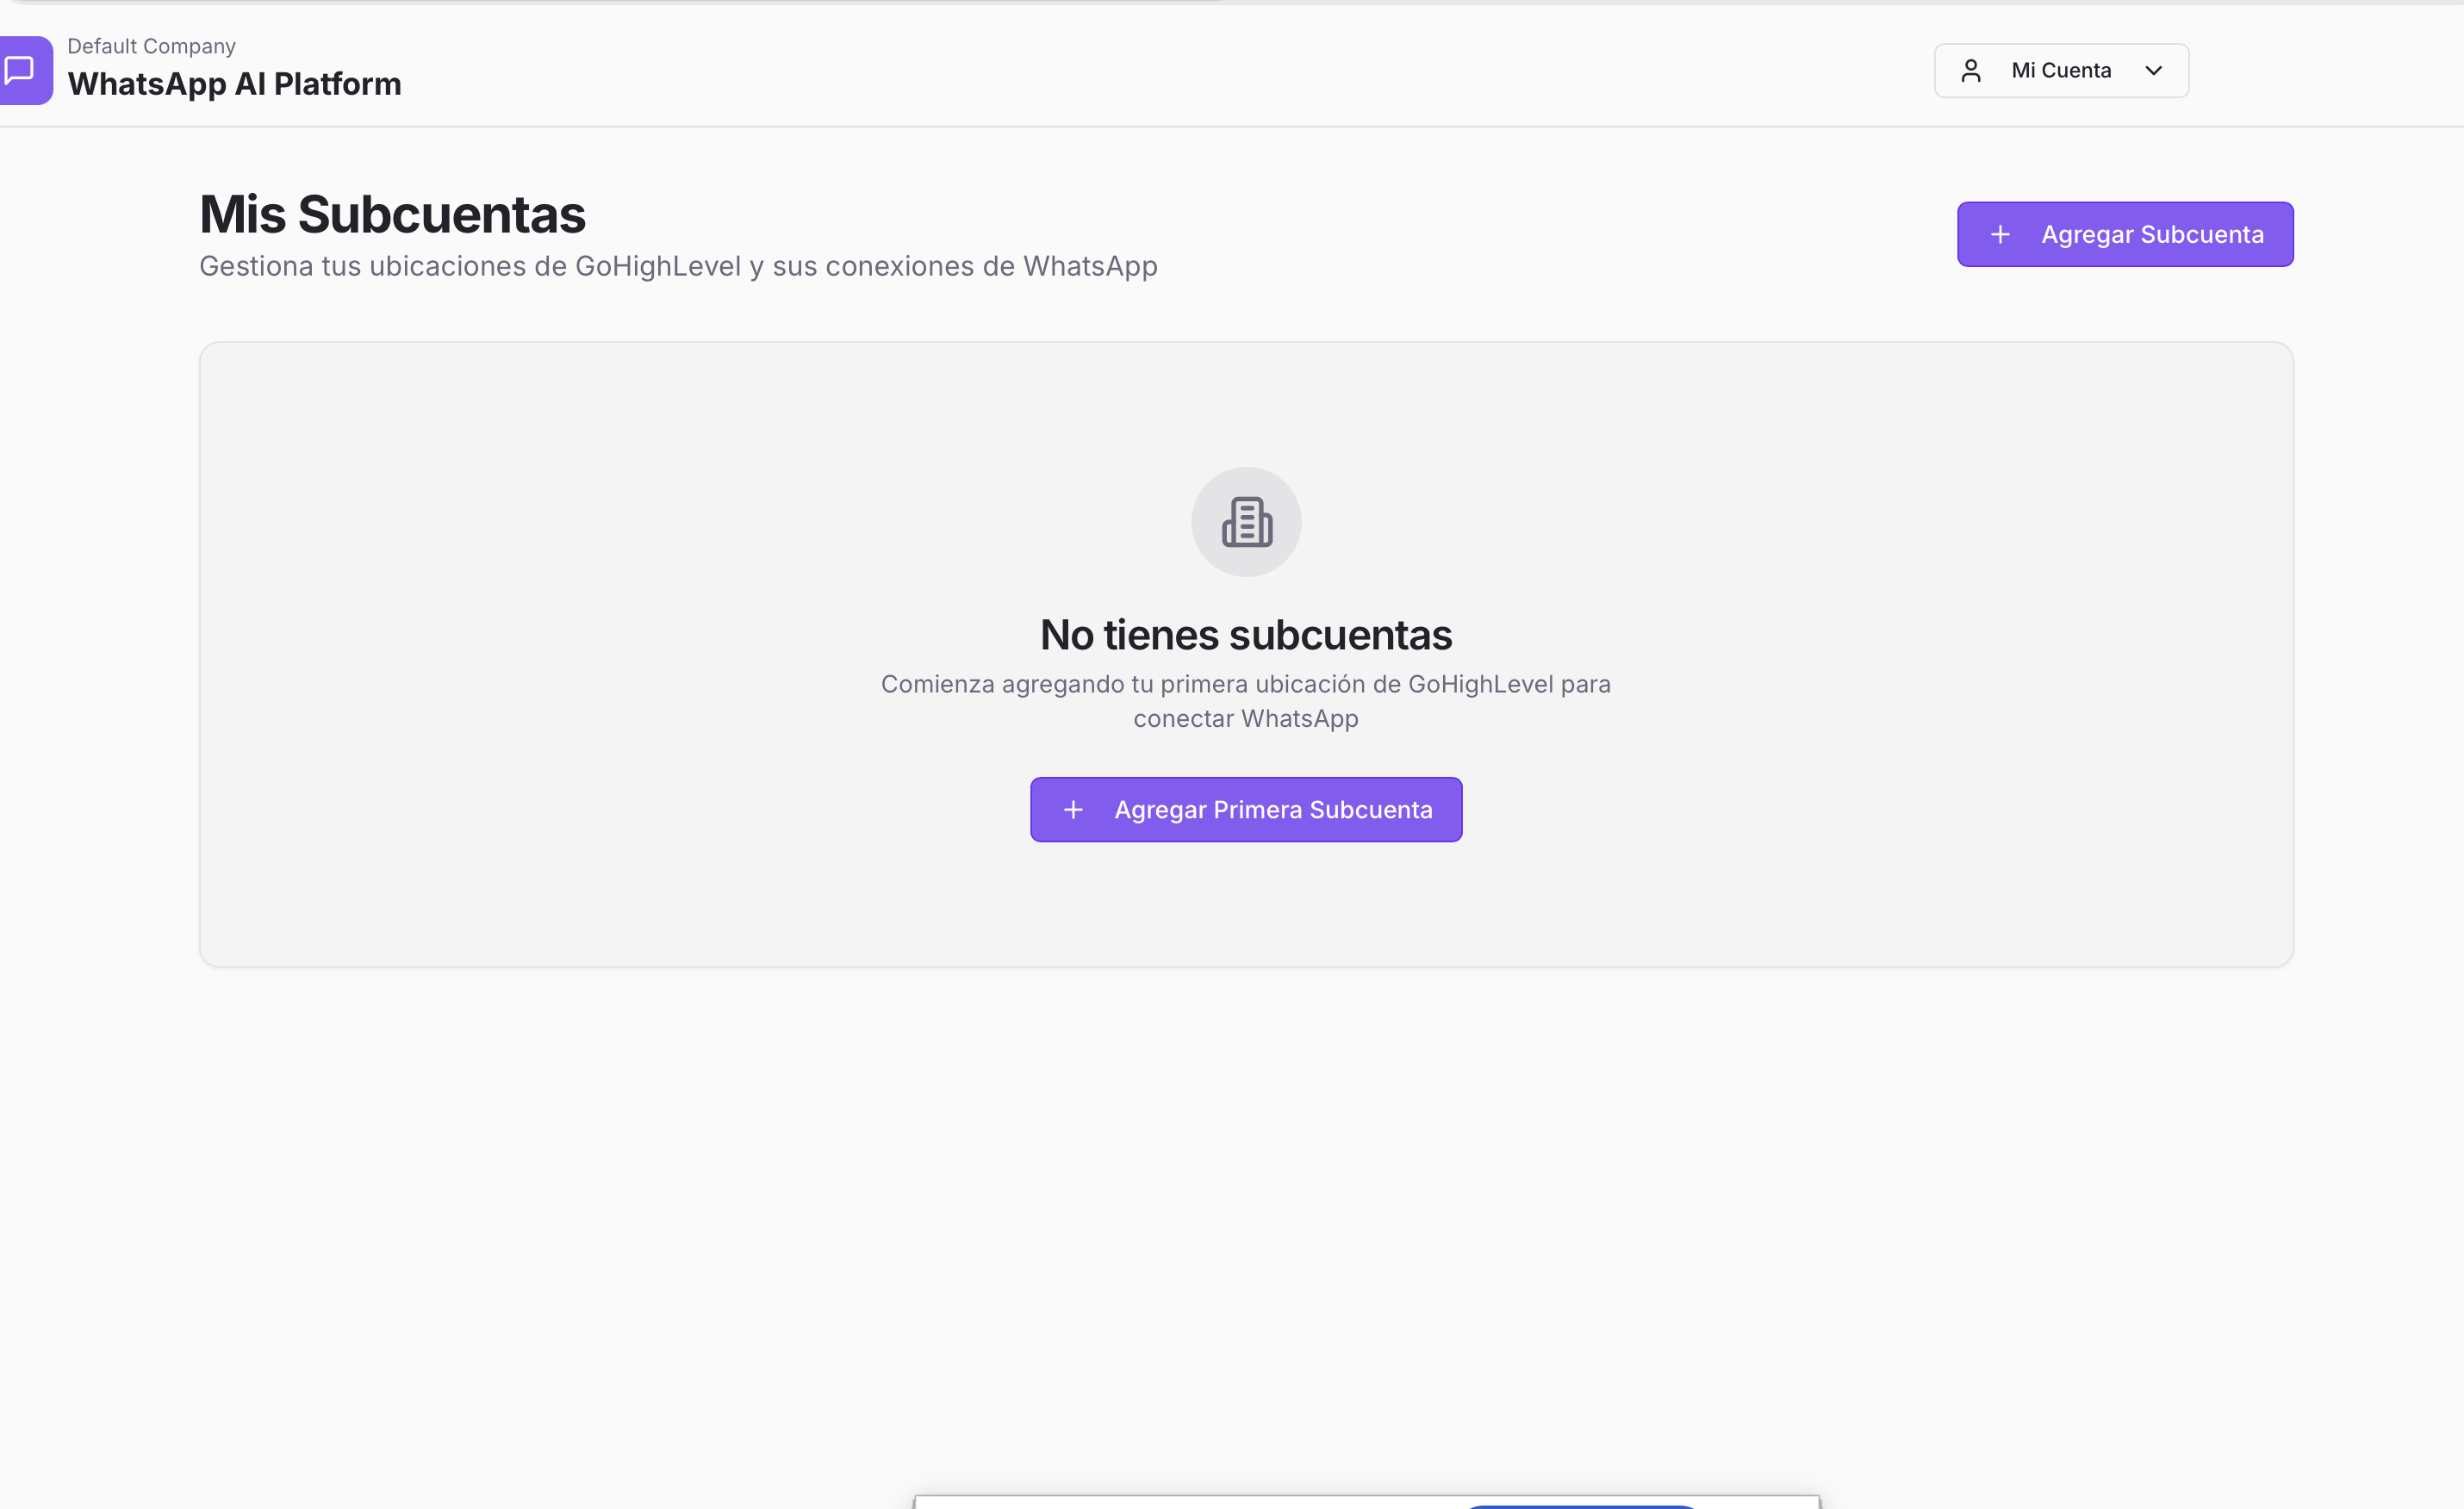 Default Company
WhatsApp AI Platform
Mi Cuenta
Mis Subcuentas
Gestiona tus ubicaciones de GoHighLevel y sus conexiones de WhatsApp
Agregar Subcuenta
No tienes subcuentas
Comienza agregando tu primera ubicación de GoHighLevel para
conectar WhatsApp
Agregar Primera Subcuenta